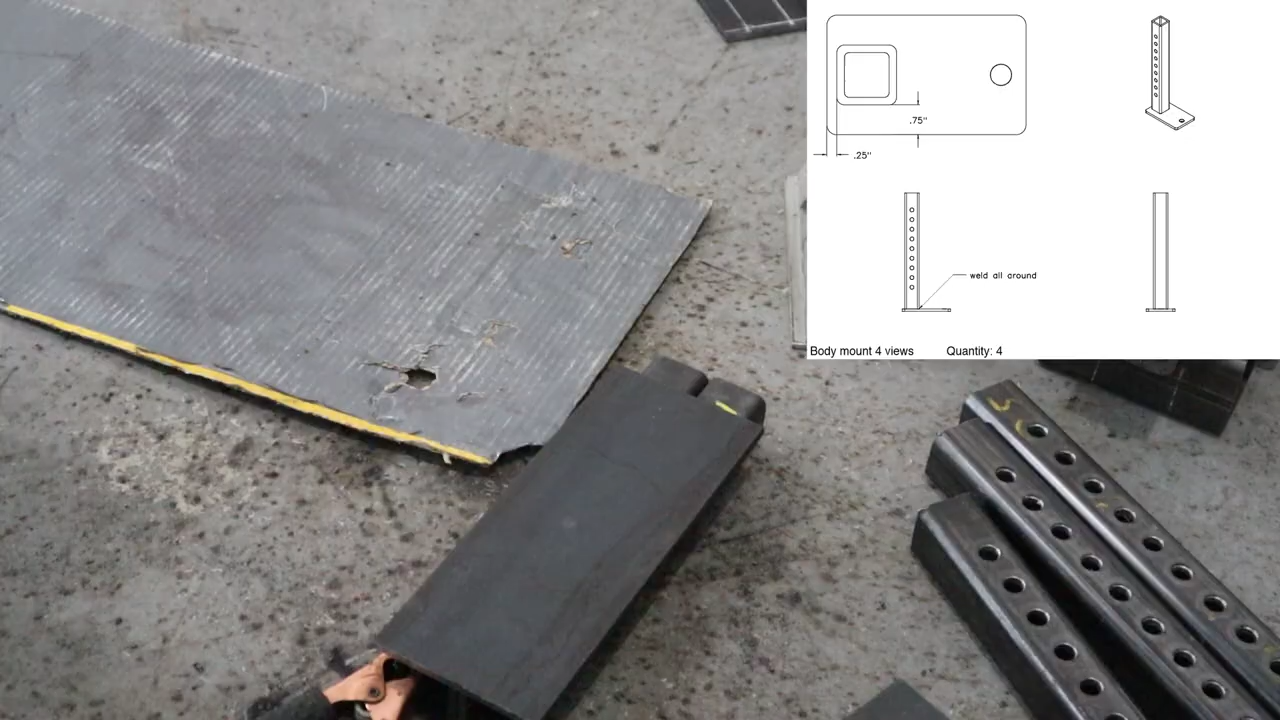 .75"
.25"
weld all around
Body mount 4 views
Quantity: 4